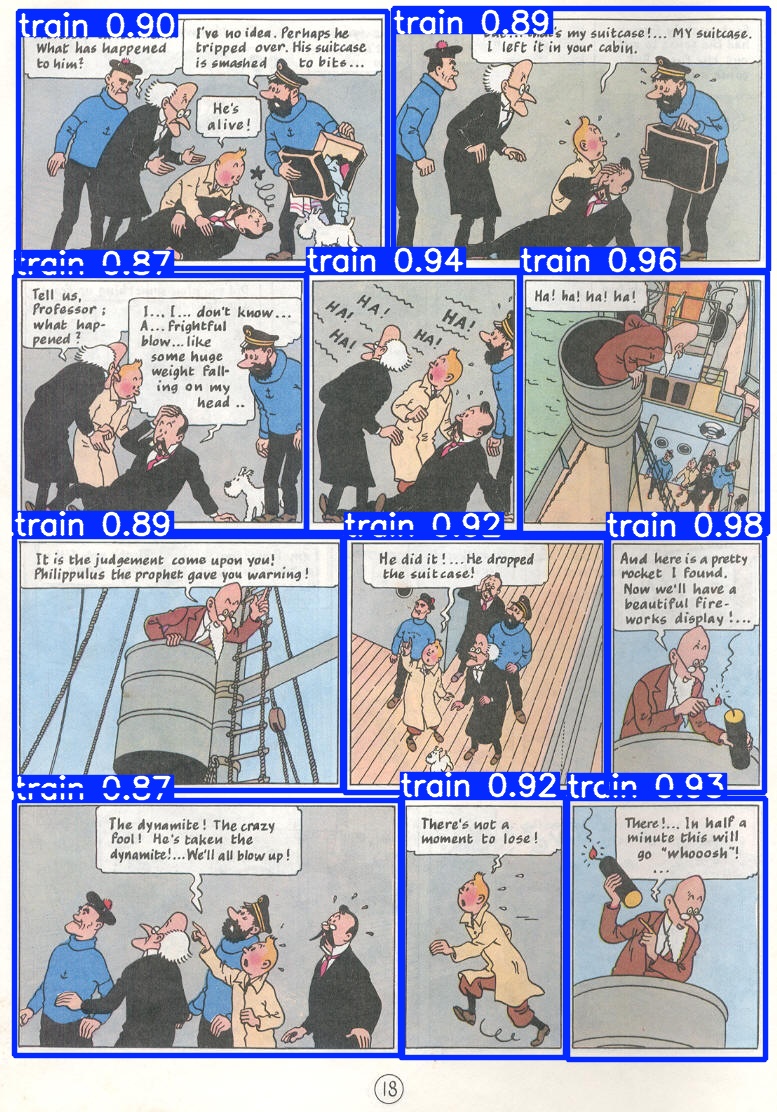 train 0.90
What has happened
to him?
I've no idea. Perhaps he
tripped over. His suitcase
is smashed to bits...
He's
alive!
train 0.89
my suitcase!... MY suitcase.
I left it in your cabin.
train 0.87
Tell us,
Professor;
what hap-
pened?
I... I... don't know...
A... frightful
blow... like
some huge
weight fall-
ing on my
head..
train 0.94
HA!
HA!
HA!
HA!
HA!
train 0.96
Ha! ha! ha! ha!
train 0.89
It is the judgement come upon you!
Philippulus the prophet gave you warning!
train 0.92
He did it!...He dropped
the suitcase!
train 0.98
And here is a pretty
rocket I found.
Now we'll have a
beautiful fire-
works display!...
train 0.87
The dynamite! The crazy
fool! He's taken the
dynamite!...We'll all blow up!
train 0.92
There's not a
moment to lose!
train 0.93
There!... In half a
minute this will
go "whooosh"!
...
18